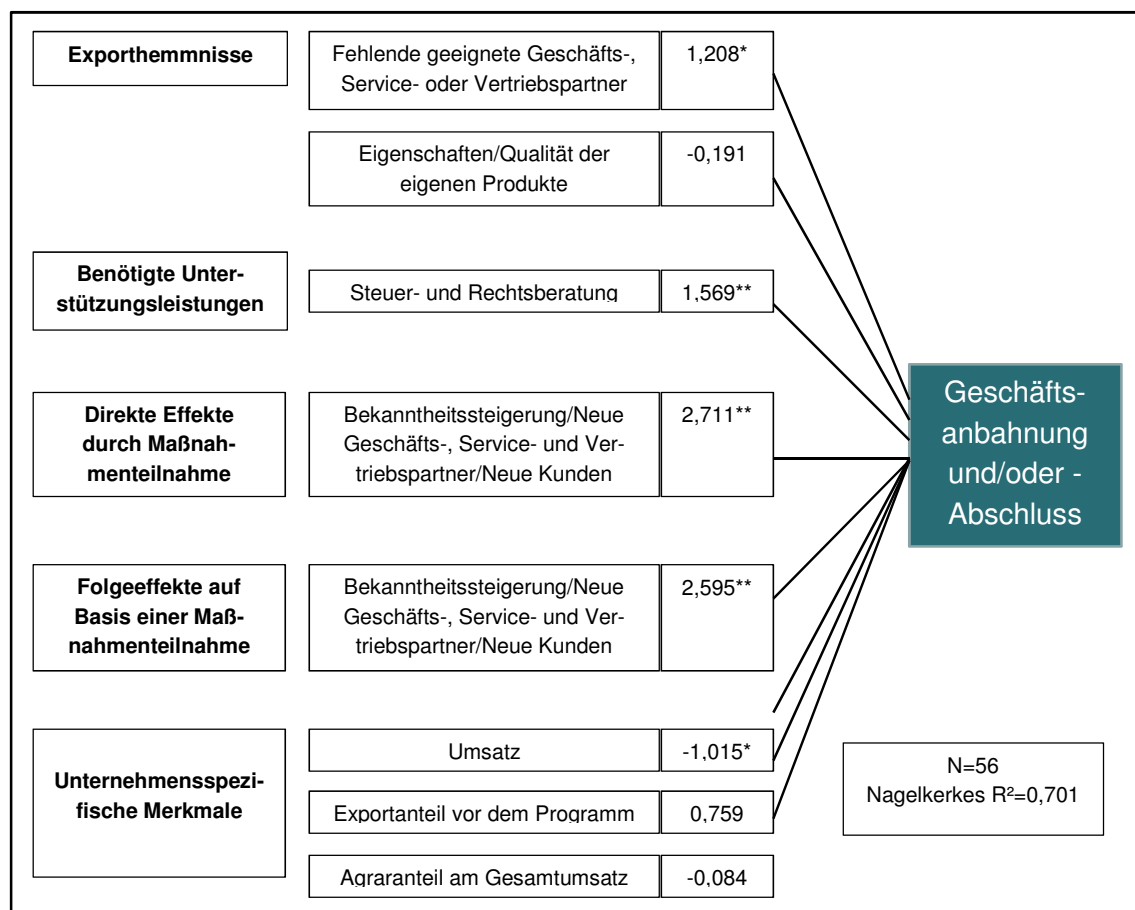 Exporthemmnisse
Fehlende geeignete Geschäfts-,
Service- oder Vertriebspartner
1,208*
Eigenschaften/Qualität der
eigenen Produkte
-0,191
Benötigte Unter-
stützungsleistungen
Steuer- und Rechtsberatung
1,569**
Direkte Effekte
durch Maßnah-
menteilnahme
Bekanntheitssteigerung/Neue
Geschäfts-, Service- und Ver-
triebspartner/Neue Kunden
2,711**
Folgeeffekte auf
Basis einer Maß-
nahmenteilnahme
Bekanntheitssteigerung/Neue
Geschäfts-, Service- und Ver-
triebspartner/Neue Kunden
2,595**
Unternehmensspezi-
fische Merkmale
Umsatz
-1,015*
Exportanteil vor dem Programm
0,759
Agraranteil am Gesamtumsatz
-0,084
Geschäfts-
anbahnung
und/oder -
Abschluss
N=56
Nagelkerkes R²=0,701